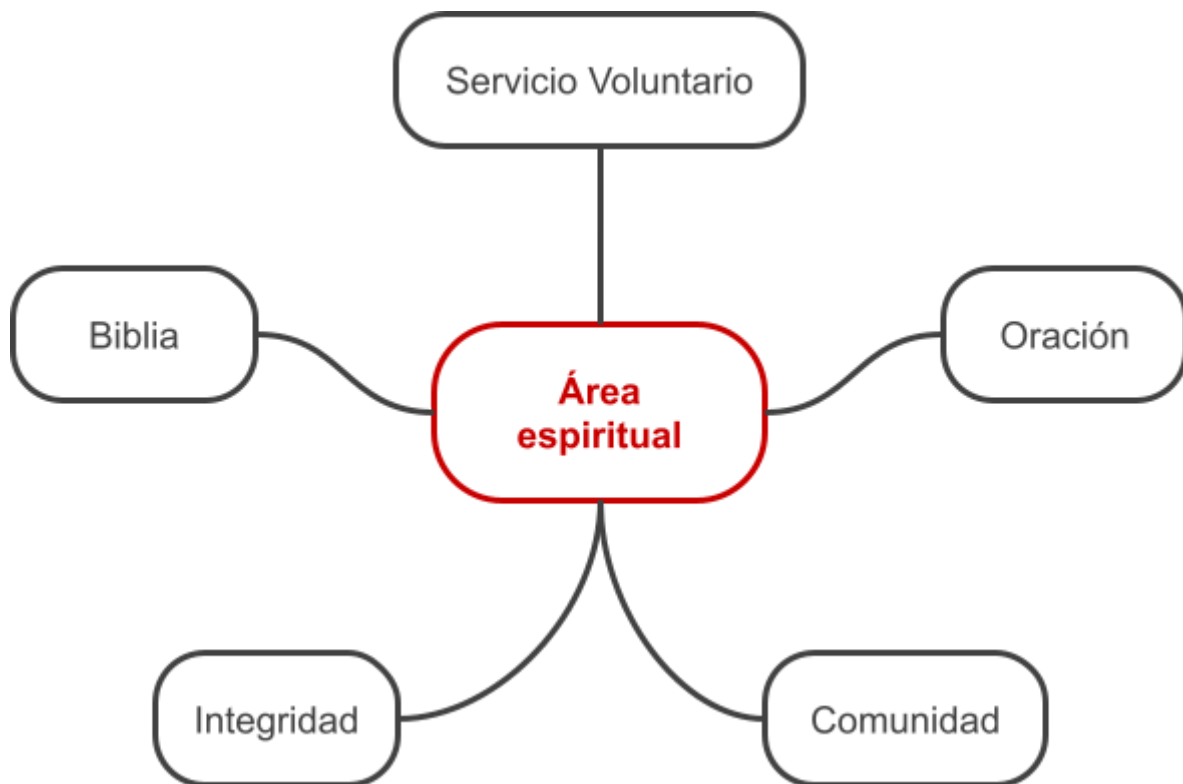 Servicio Voluntario
Biblia
Oración
Área
espiritual
Integridad
Comunidad